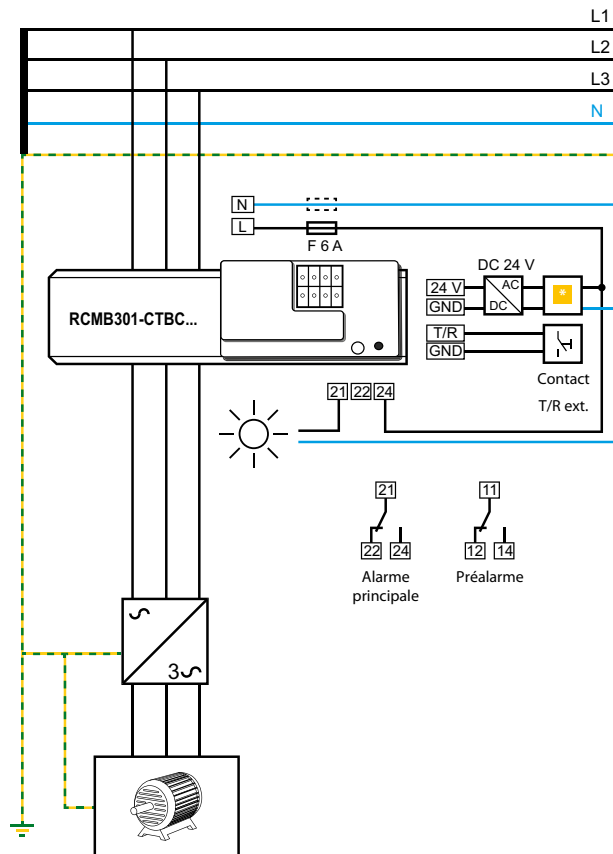 L1
L2
L3
N
N
L
F 6 A
DC 24 V
24 V
GND
AC
DC
*
T/R
GND
RCMB301-CTBC...
Contact
T/R ext.
21 22 24
21
11
22 24
12 14
Alarme
principale
Préalarme
3